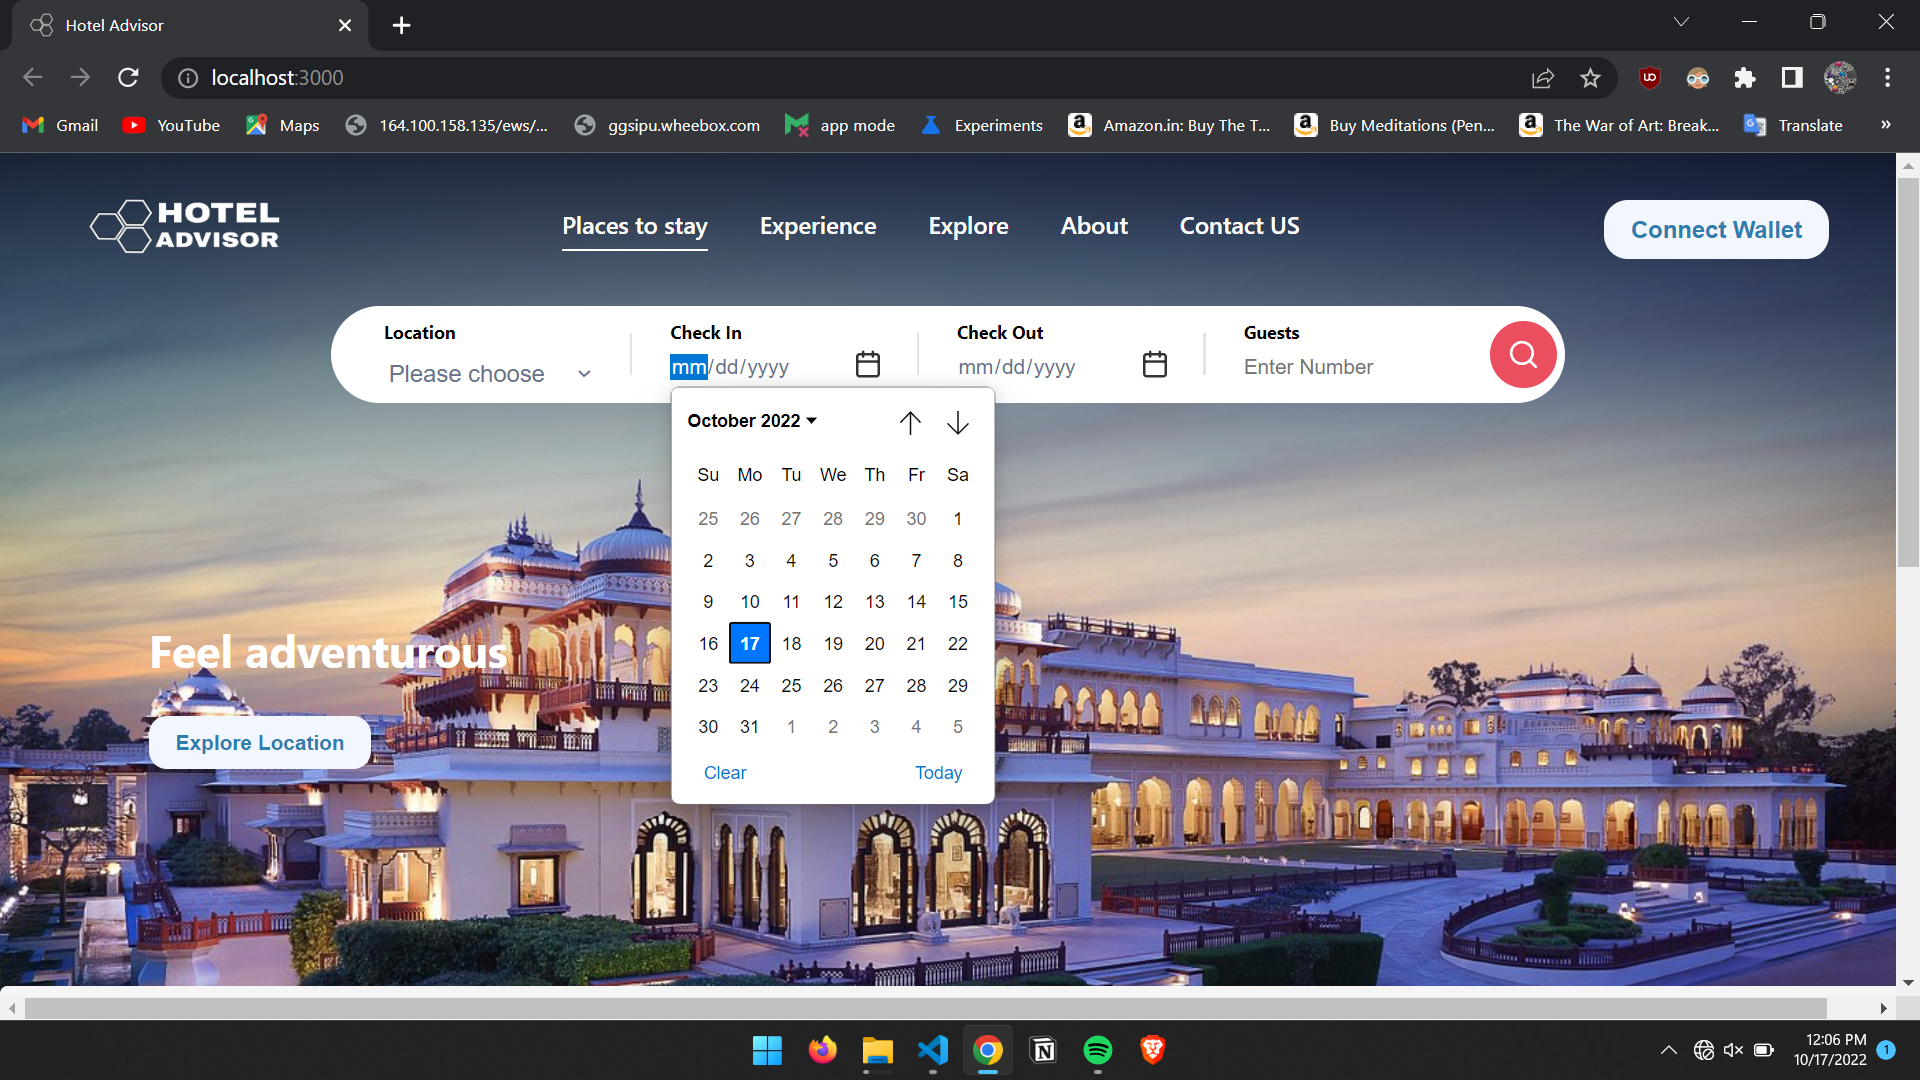 Hotel Advisor
localhost:3000
Gmail YouTube Maps 164.100.158.135/ews/... ggsipu.wheebox.com app mode Experiments Amazon.in: Buy The T... Buy Meditations (Pen... The War of Art: Break... Translate »
HOTEL
ADVISOR
Places to stay Experience Explore About Contact US
Connect Wallet
Location Check In Check Out Guests
Please choose mm/dd/yyyy mm/dd/yyyy Enter Number
October 2022
Su Mo Tu We Th Fr Sa
25 26 27 28 29 30 1
2 3 4 5 6 7 8
9 10 11 12 13 14 15
16 17 18 19 20 21 22
23 24 25 26 27 28 29
30 31 1 2 3 4 5
Clear Today
Feel adventurous
Explore Location
12:06 PM
10/17/2022
1